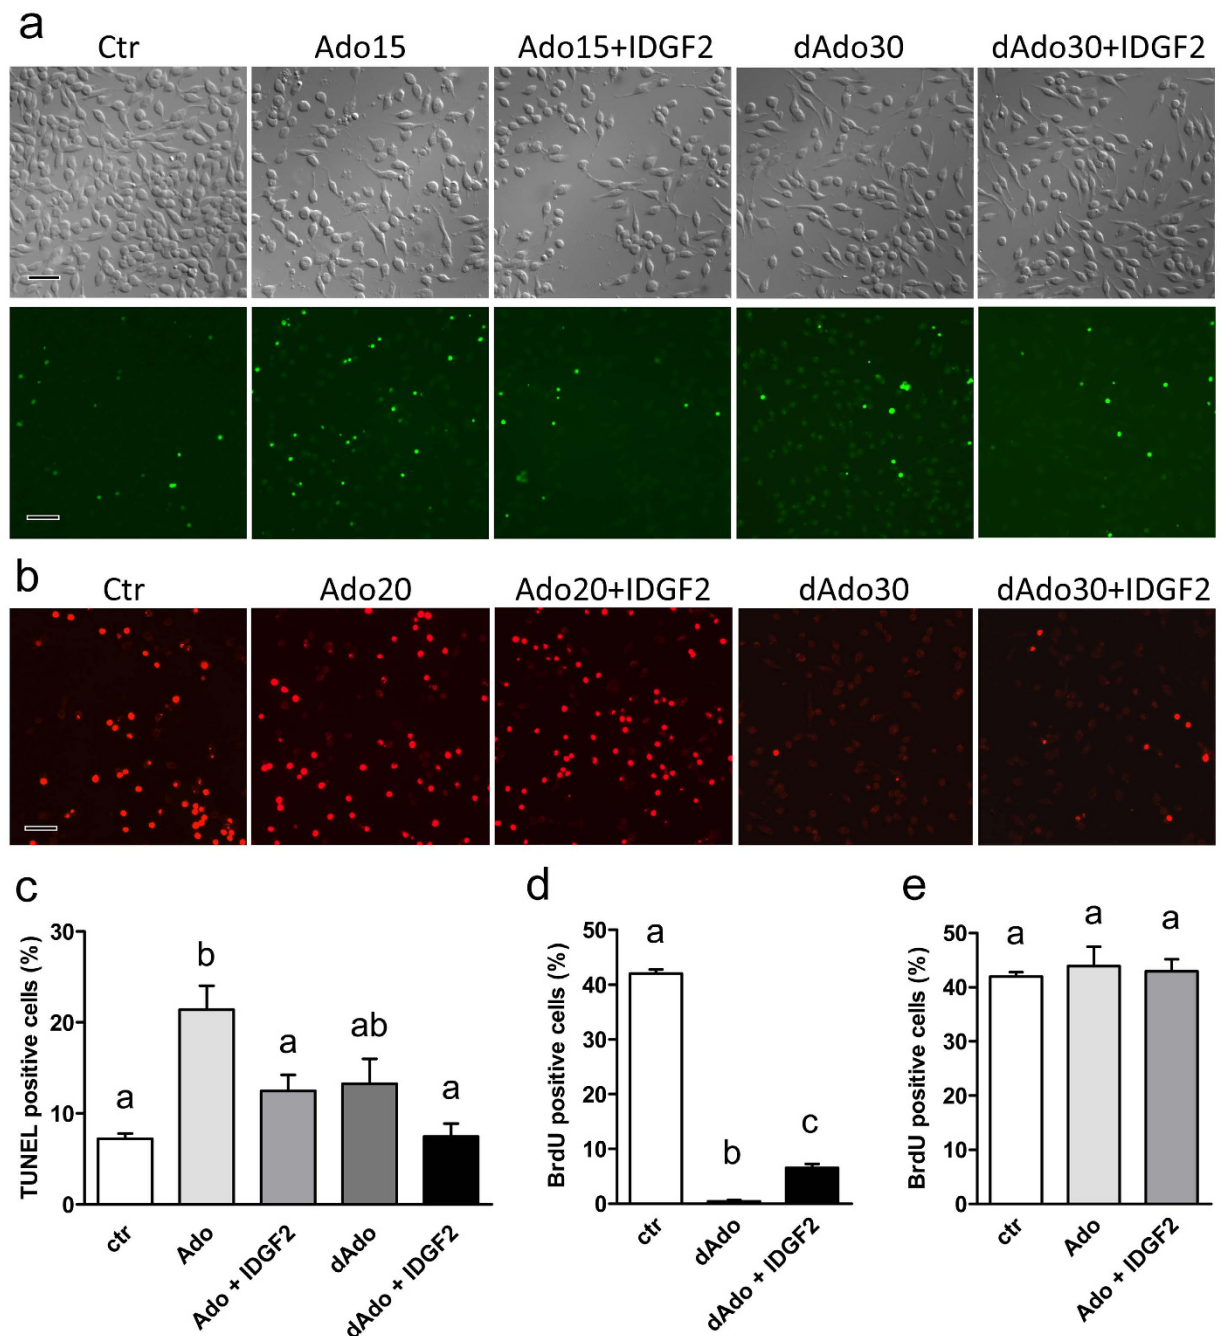 a
Ctr Ado15 Ado15+IDGF2 dAdo30 dAdo30+IDGF2
b
Ctr Ado20 Ado20+IDGF2 dAdo30 dAdo30+IDGF2
c
TUNEL positive cells (%)
30
20
10
0
a
b
a
ab
a
ctr
Ado
Ado + IDGF2
dAdo
dAdo + IDGF2
d
BrdU positive cells (%)
50
40
30
20
10
0
a
b
c
ctr
dAdo
dAdo + IDGF2
e
BrdU positive cells (%)
50
40
30
20
10
0
a
a
a
ctr
Ado
Ado + IDGF2